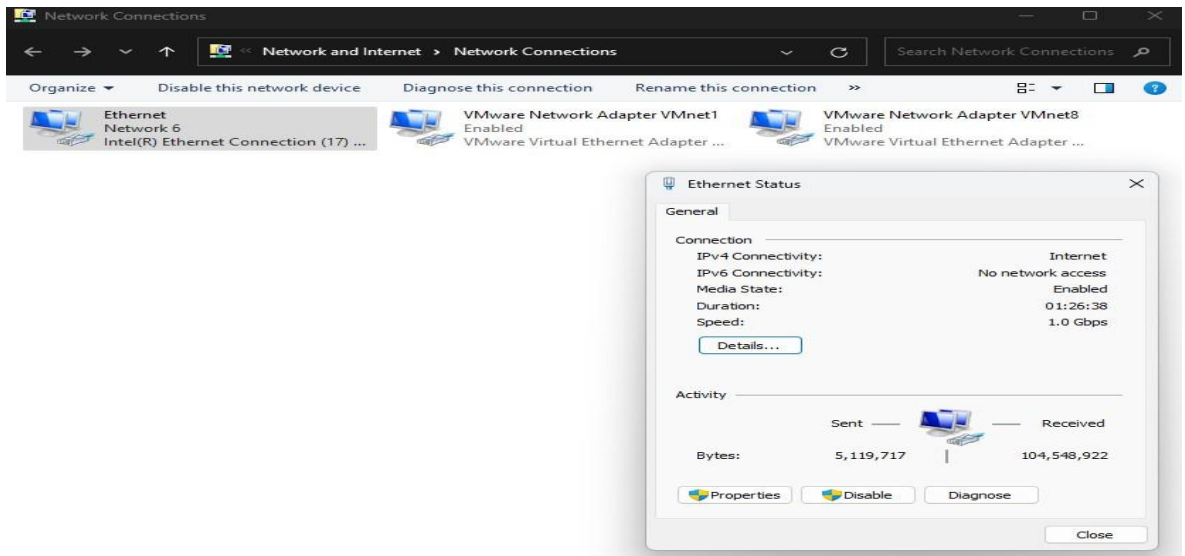 Network Connections
« Network and Internet > Network Connections Search Network Connections
Organize Disable this network device Diagnose this connection Rename this connection »
Ethernet
Network 6
Intel(R) Ethernet Connection (17) ...
VMware Network Adapter VMnet1
Enabled
VMware Virtual Ethernet Adapter ...
VMware Network Adapter VMnet8
Enabled
VMware Virtual Ethernet Adapter ...
Ethernet Status
General
Connection
IPv4 Connectivity: Internet
IPv6 Connectivity: No network access
Media State: Enabled
Duration: 01:26:38
Speed: 1.0 Gbps
Details...
Activity
Sent Received
Bytes: 5,119,717 104,548,922
Properties Disable Diagnose
Close